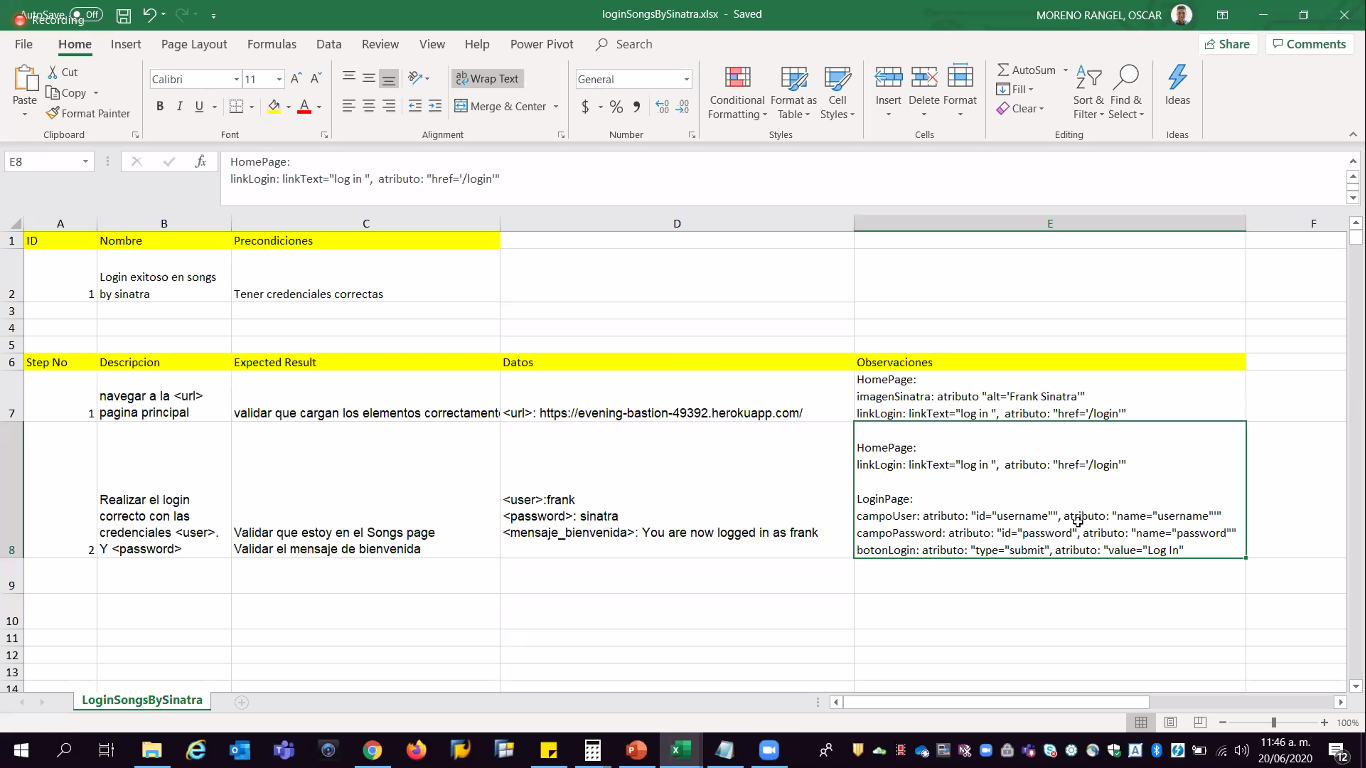 AutoSave Off
Recording
loginSongsBySinatra.xlsx - Saved
MORENO RANGEL, OSCAR
File Home Insert Page Layout Formulas Data Review View Help Power Pivot Search
Share Comments
Paste
Cut
Copy
Format Painter
Clipboard
Calibri 11
B I U
Font
Wrap Text
Merge & Center
Alignment
General
$ % ,
Number
Conditional Formatting
Format as Table
Cell Styles
Styles
Insert Delete Format
Cells
AutoSum
Fill
Clear
Sort & Filter
Find & Select
Editing
Ideas
Ideas
E8
fx
HomePage:
linkLogin: linkText="log in ",  atributo: "href='/login'"
A B C D E F
1 ID Nombre Precondiciones
2 1 Login exitoso en songs
by sinatra
Tener credenciales correctas
3
4
5
6 Step No Descripcion Expected Result Datos Observaciones
7 1 navegar a la <url>
pagina principal
validar que cargan los elementos correctamente
<url>: https://evening-bastion-49392.herokuapp.com/
HomePage:
imagenSinatra: atributo "alt='Frank Sinatra'"
linkLogin: linkText="log in ",  atributo: "href='/login'"
8 2 Realizar el login
correcto con las
credenciales <user>.
Y <password>
Validar que estoy en el Songs page
Validar el mensaje de bienvenida
<user>:frank
<password>: sinatra
<mensaje_bienvenida>: You are now logged in as frank
HomePage:
linkLogin: linkText="log in ",  atributo: "href='/login'"
LoginPage:
campoUser: atributo: "id="username"", atributo: "name="username""
campoPassword: atributo: "id="password", atributo: "name="password""
botonLogin: atributo: "type="submit", atributo: "value="Log In"
9
10
11
12
13
14
LoginSongsBySinatra
100%
11:46 a. m.
20/06/2020
12